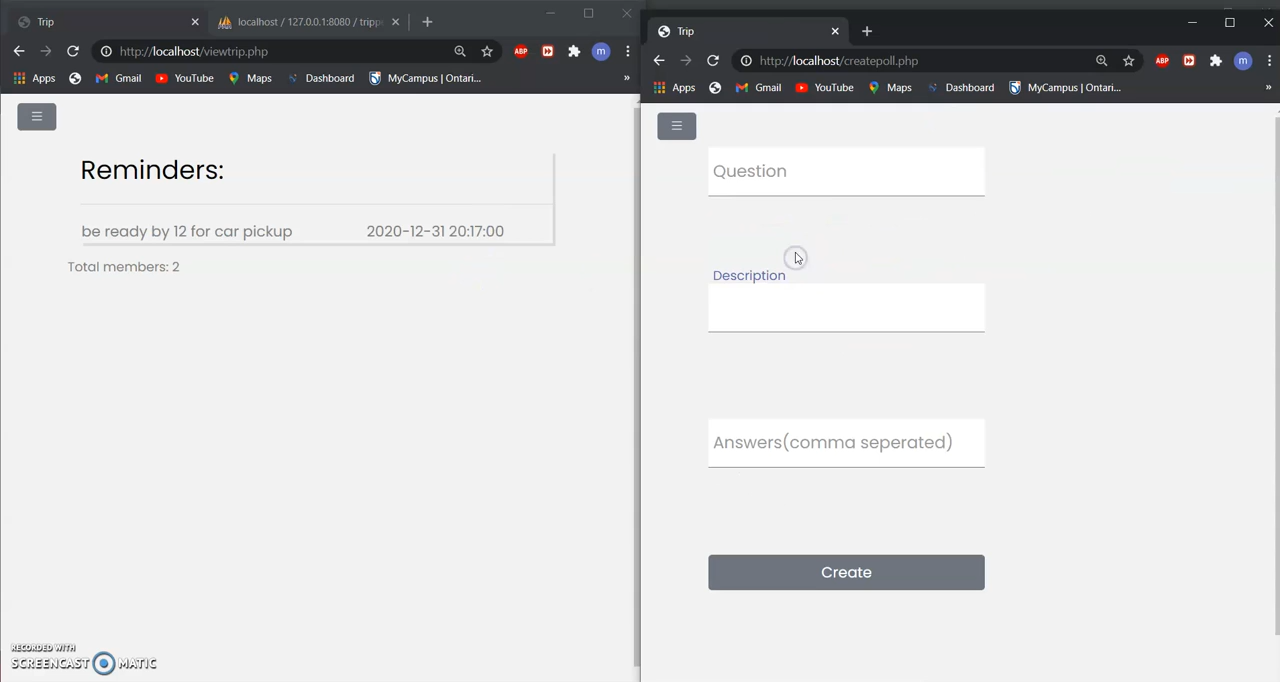 Trip
localhost / 127.0.0.1:8080 / trippe
http://localhost/viewtrip.php
ABP
m
Apps
Gmail
YouTube
Maps
Dashboard
MyCampus | Ontari...
»
Reminders:
be ready by 12 for car pickup 2020-12-31 20:17:00
Total members: 2
RECORDED WITH
SCREENCAST MATIC
Trip
http://localhost/createpoll.php
ABP
m
Apps
Gmail
YouTube
Maps
Dashboard
MyCampus | Ontari...
»
Question
Description
Answers(comma seperated)
Create